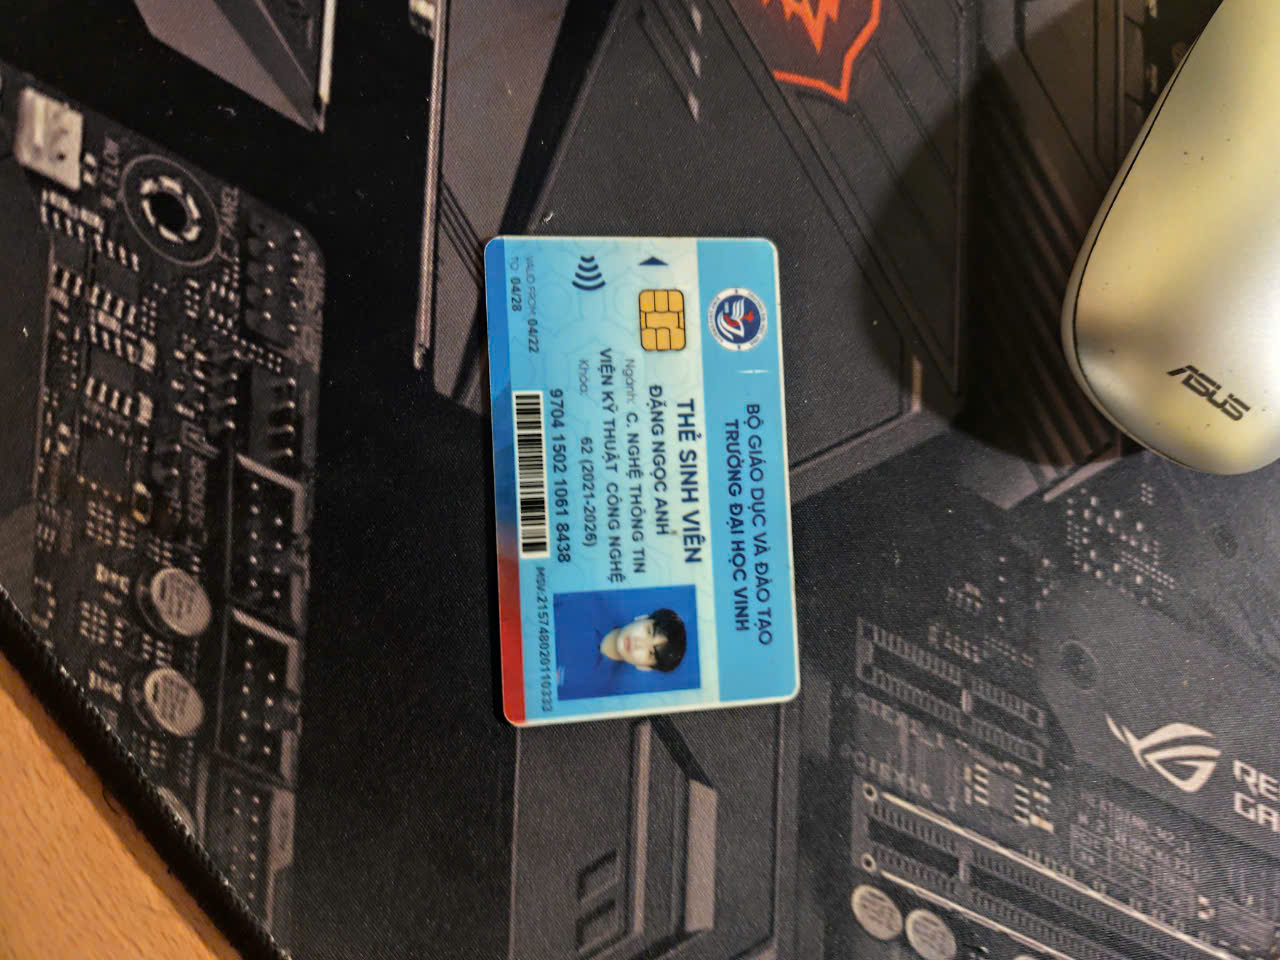 BỘ GIÁO DỤC VÀ ĐÀO TẠO
TRƯỜNG ĐẠI HỌC VINH
THẺ SINH VIÊN
ĐẶNG NGỌC ANH
Ngành: C. NGHỆ THÔNG TIN
VIỆN KỸ THUẬT CÔNG NGHỆ
Khóa: 62 (2021-2026)
9704 1502 1061 8438
VALID FROM 04/22
TO 04/28
MSV:215748020110333
ASUS